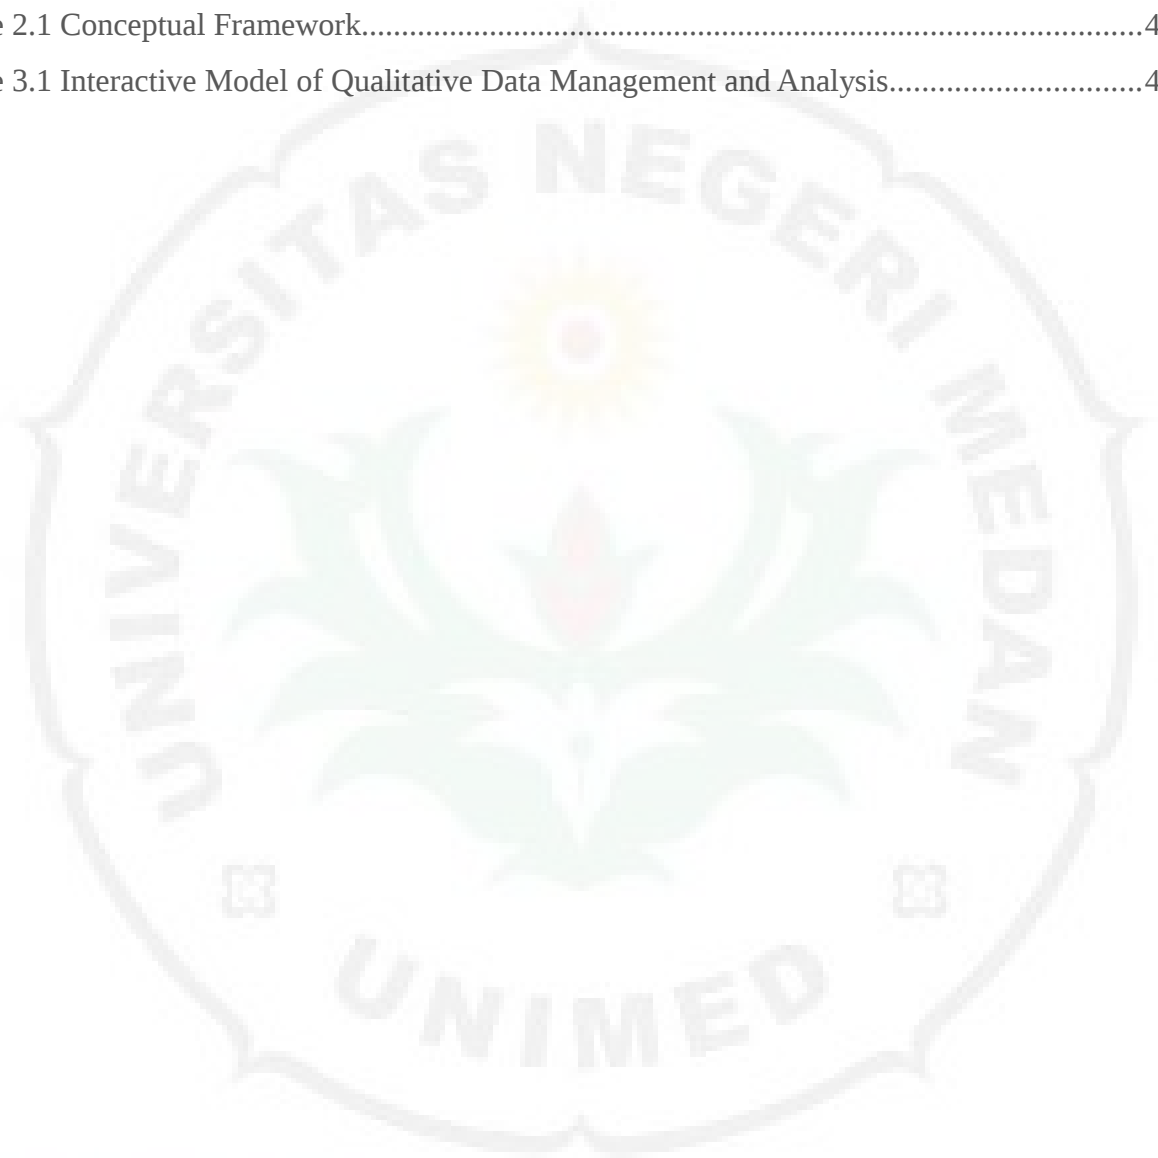 e 2.1 Conceptual Framework..................................................................................................4
e 3.1 Interactive Model of Qualitative Data Management and Analysis................................4
UNIVERSITAS NEGERI MEDAN
UNIMED